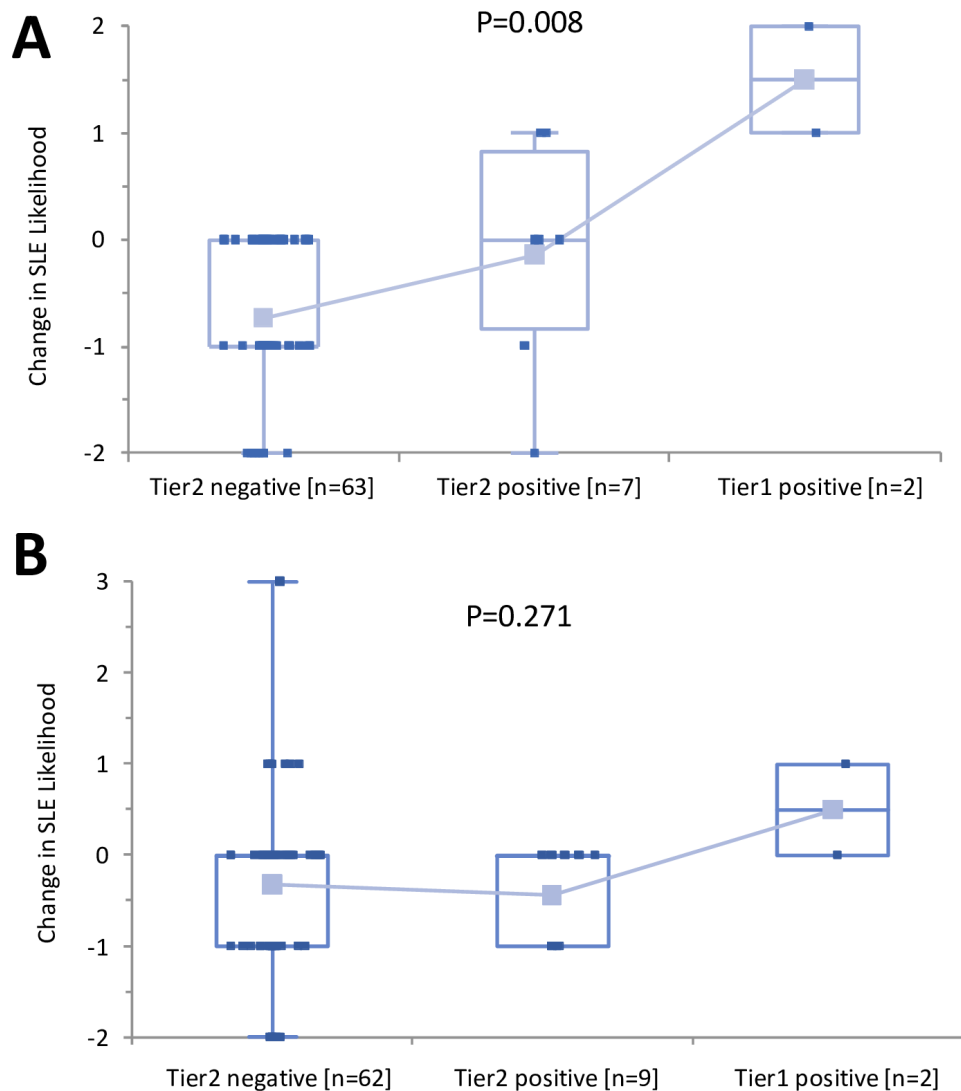 A
P=0.008
Change in SLE Likelihood
2
1
0
-1
-2
Tier2 negative [n=63] Tier2 positive [n=7] Tier1 positive [n=2]
B
P=0.271
Change in SLE Likelihood
3
2
1
0
-1
-2
Tier2 negative [n=62] Tier2 positive [n=9] Tier1 positive [n=2]